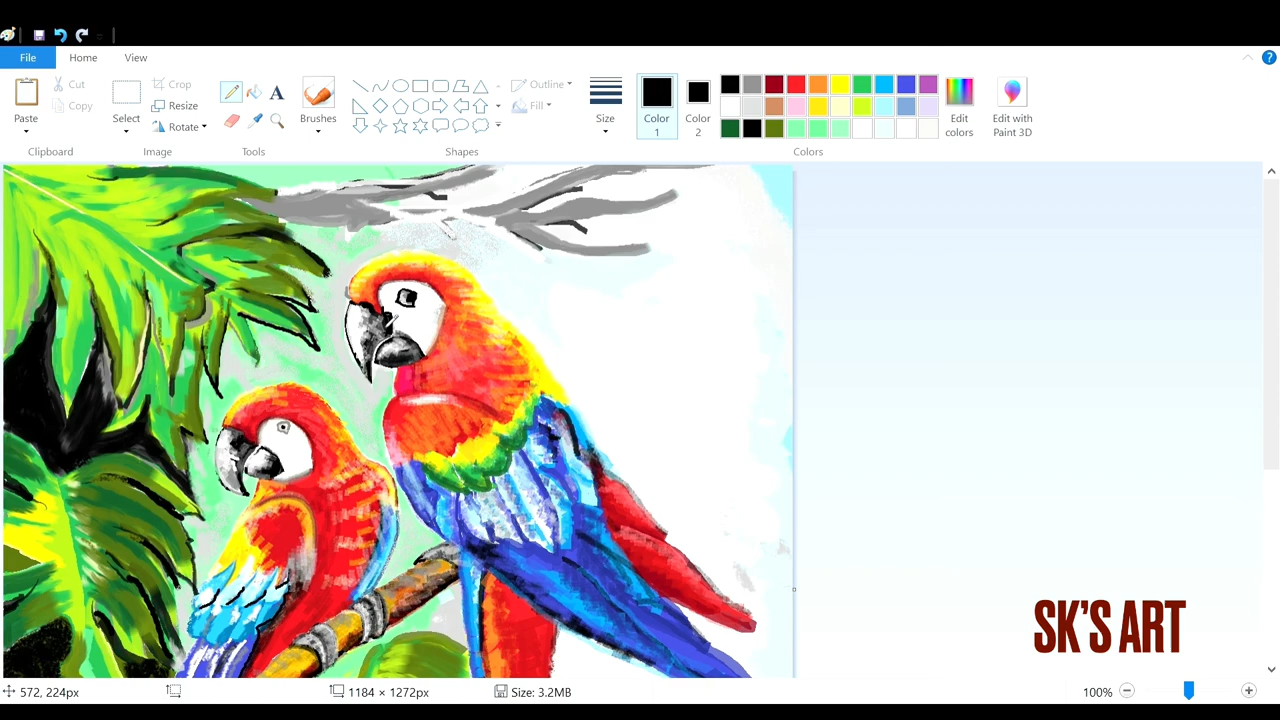 File Home View
Cut
Copy
Paste
Clipboard
Crop
Resize
Rotate
Select
Image
Tools
Brushes
Outline
Fill
Shapes
Size
Color 1
Color 2
Edit colors
Edit with Paint 3D
Colors
SK'S ART
572, 224px
1184 × 1272px
Size: 3.2MB
100%